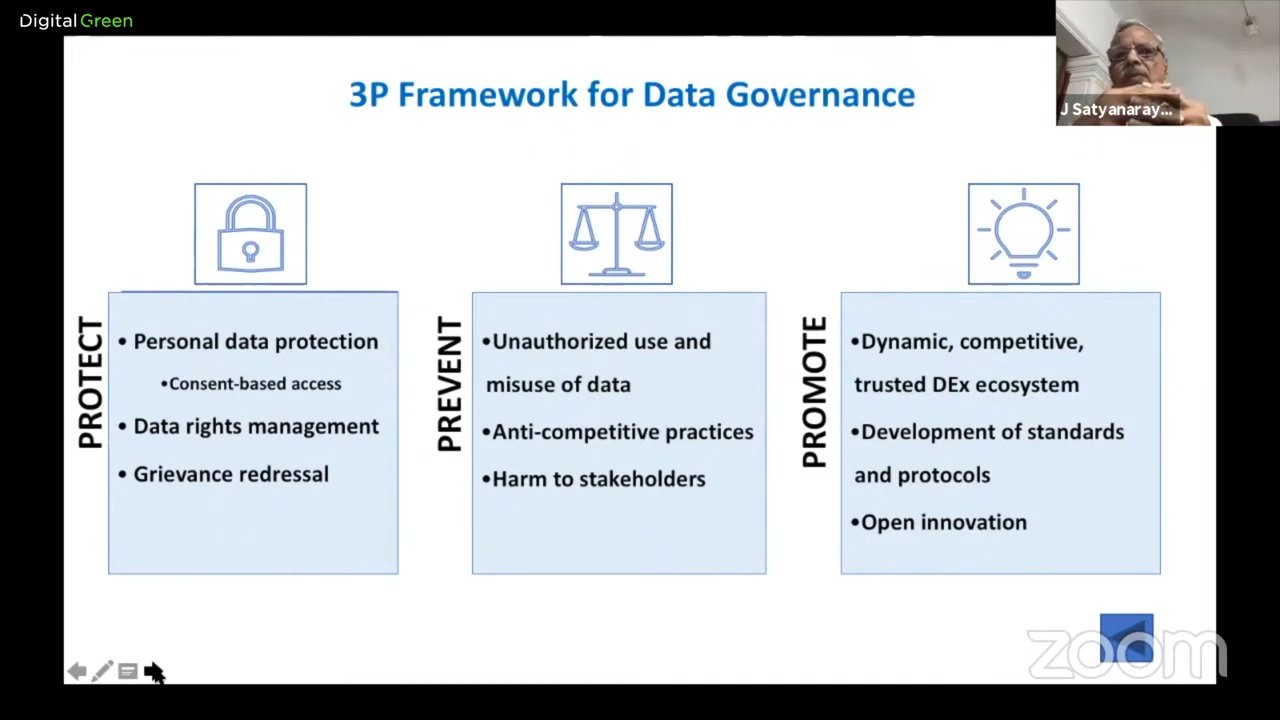 Digital Green
J Satyanaray...
3P Framework for Data Governance
PROTECT
• Personal data protection
•Consent-based access
• Data rights management
• Grievance redressal
PREVENT
•Unauthorized use and
misuse of data
•Anti-competitive practices
•Harm to stakeholders
PROMOTE
•Dynamic, competitive,
trusted DEx ecosystem
•Development of standards
and protocols
•Open innovation
zoom